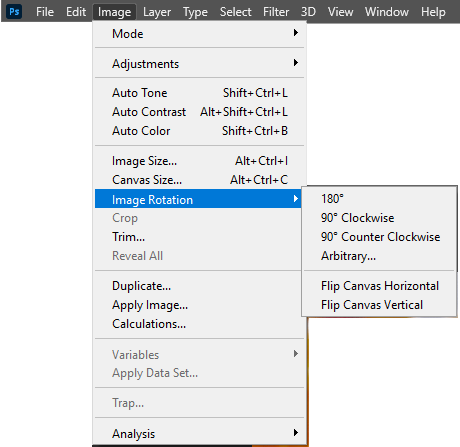 Ps File Edit Image Layer Type Select Filter 3D View Window Help
Mode
Adjustments
Auto Tone Shift+Ctrl+L
Auto Contrast Alt+Shift+Ctrl+L
Auto Color Shift+Ctrl+B
Image Size... Alt+Ctrl+I
Canvas Size... Alt+Ctrl+C
Image Rotation
Crop
Trim...
Reveal All
Duplicate...
Apply Image...
Calculations...
Variables
Apply Data Set...
Trap...
Analysis
180°
90° Clockwise
90° Counter Clockwise
Arbitrary...
Flip Canvas Horizontal
Flip Canvas Vertical